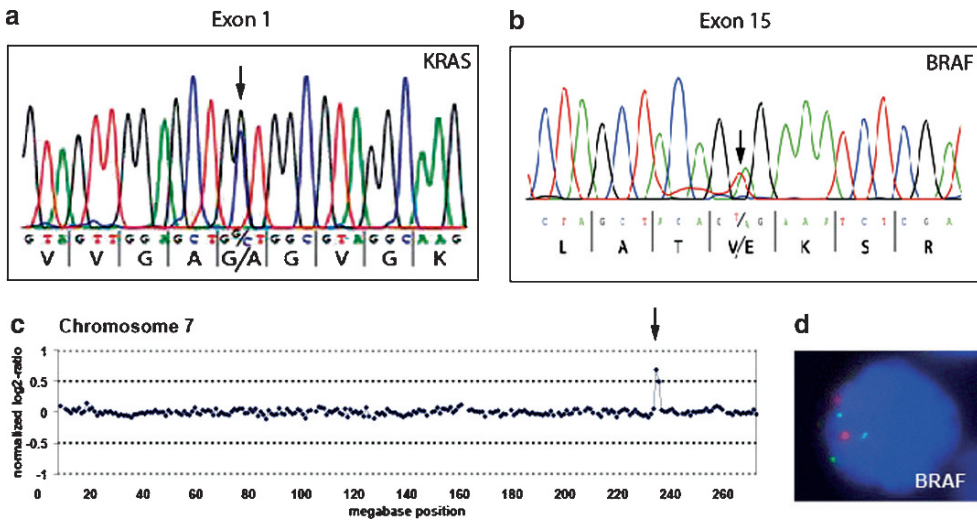 a Exon 1
KRAS
G T A G T T G G A G C T G G/C T G G C G T A G G C A A G
V V G A G/A G V G K
b Exon 15
BRAF
C T A G C T A C A G T/A G A A A T C T C G A
L A T V/E K S R
c Chromosome 7
normalized log2-ratio
1
0.5
0
-0.5
-1
0 20 40 60 80 100 120 140 160 180 200 220 240 260
megabase position
d
BRAF